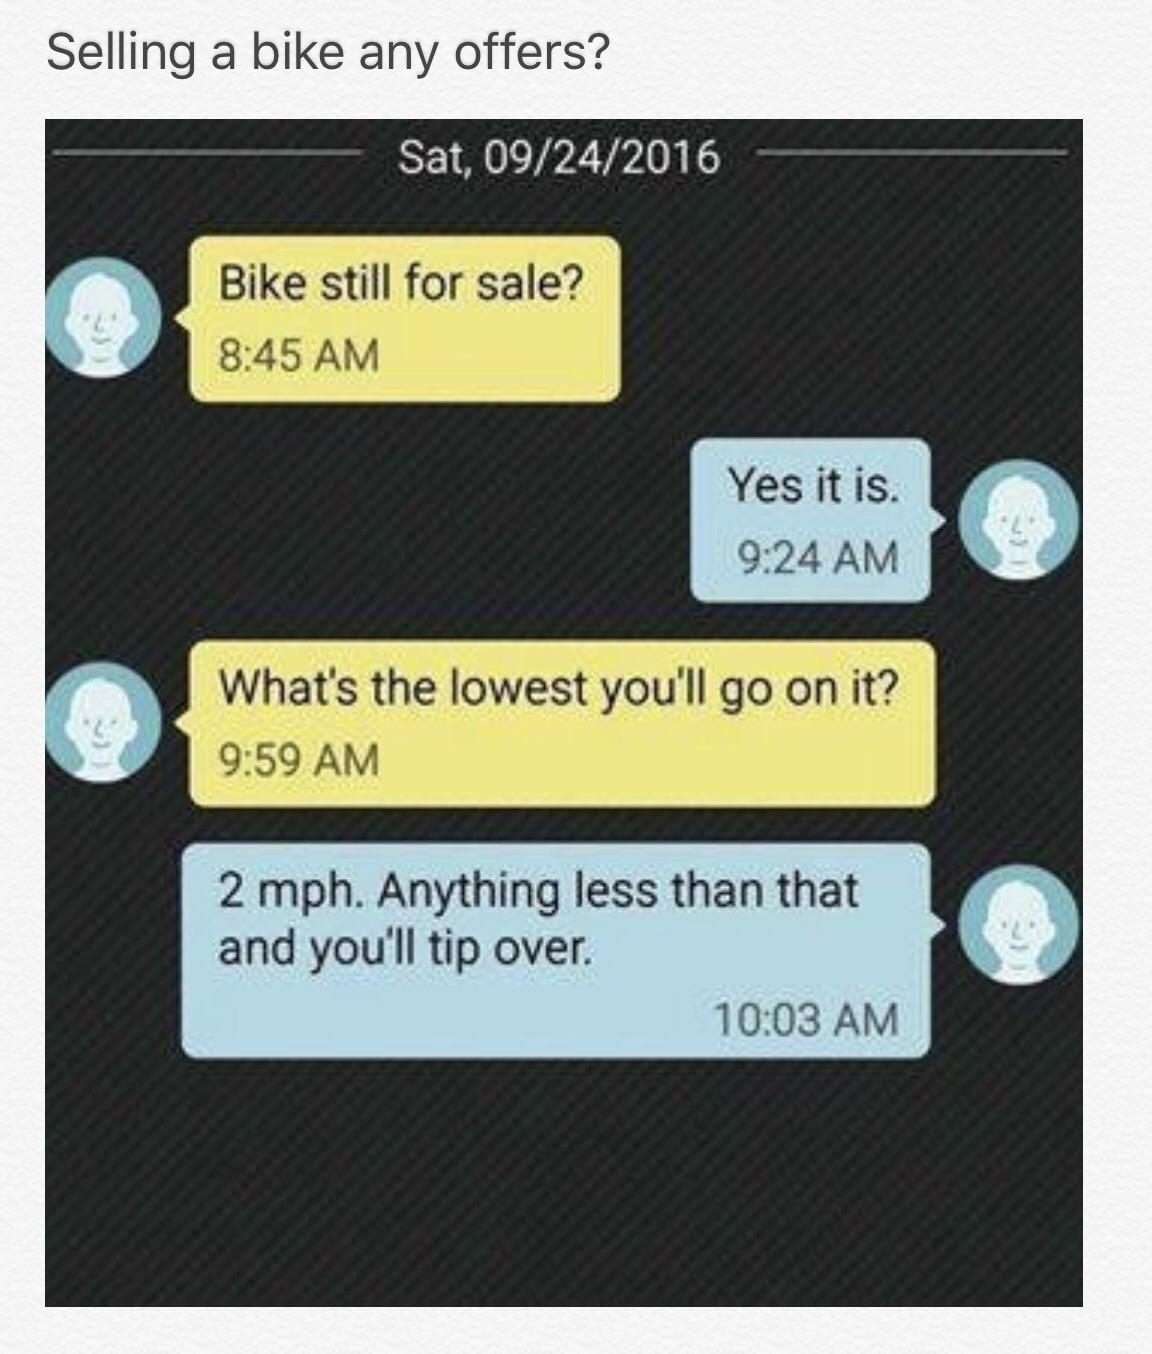 Selling a bike any offers?
Sat, 09/24/2016
Bike still for sale?
8:45 AM
Yes it is.
9:24 AM
What's the lowest you'll go on it?
9:59 AM
2 mph. Anything less than that
and you'll tip over.
10:03 AM